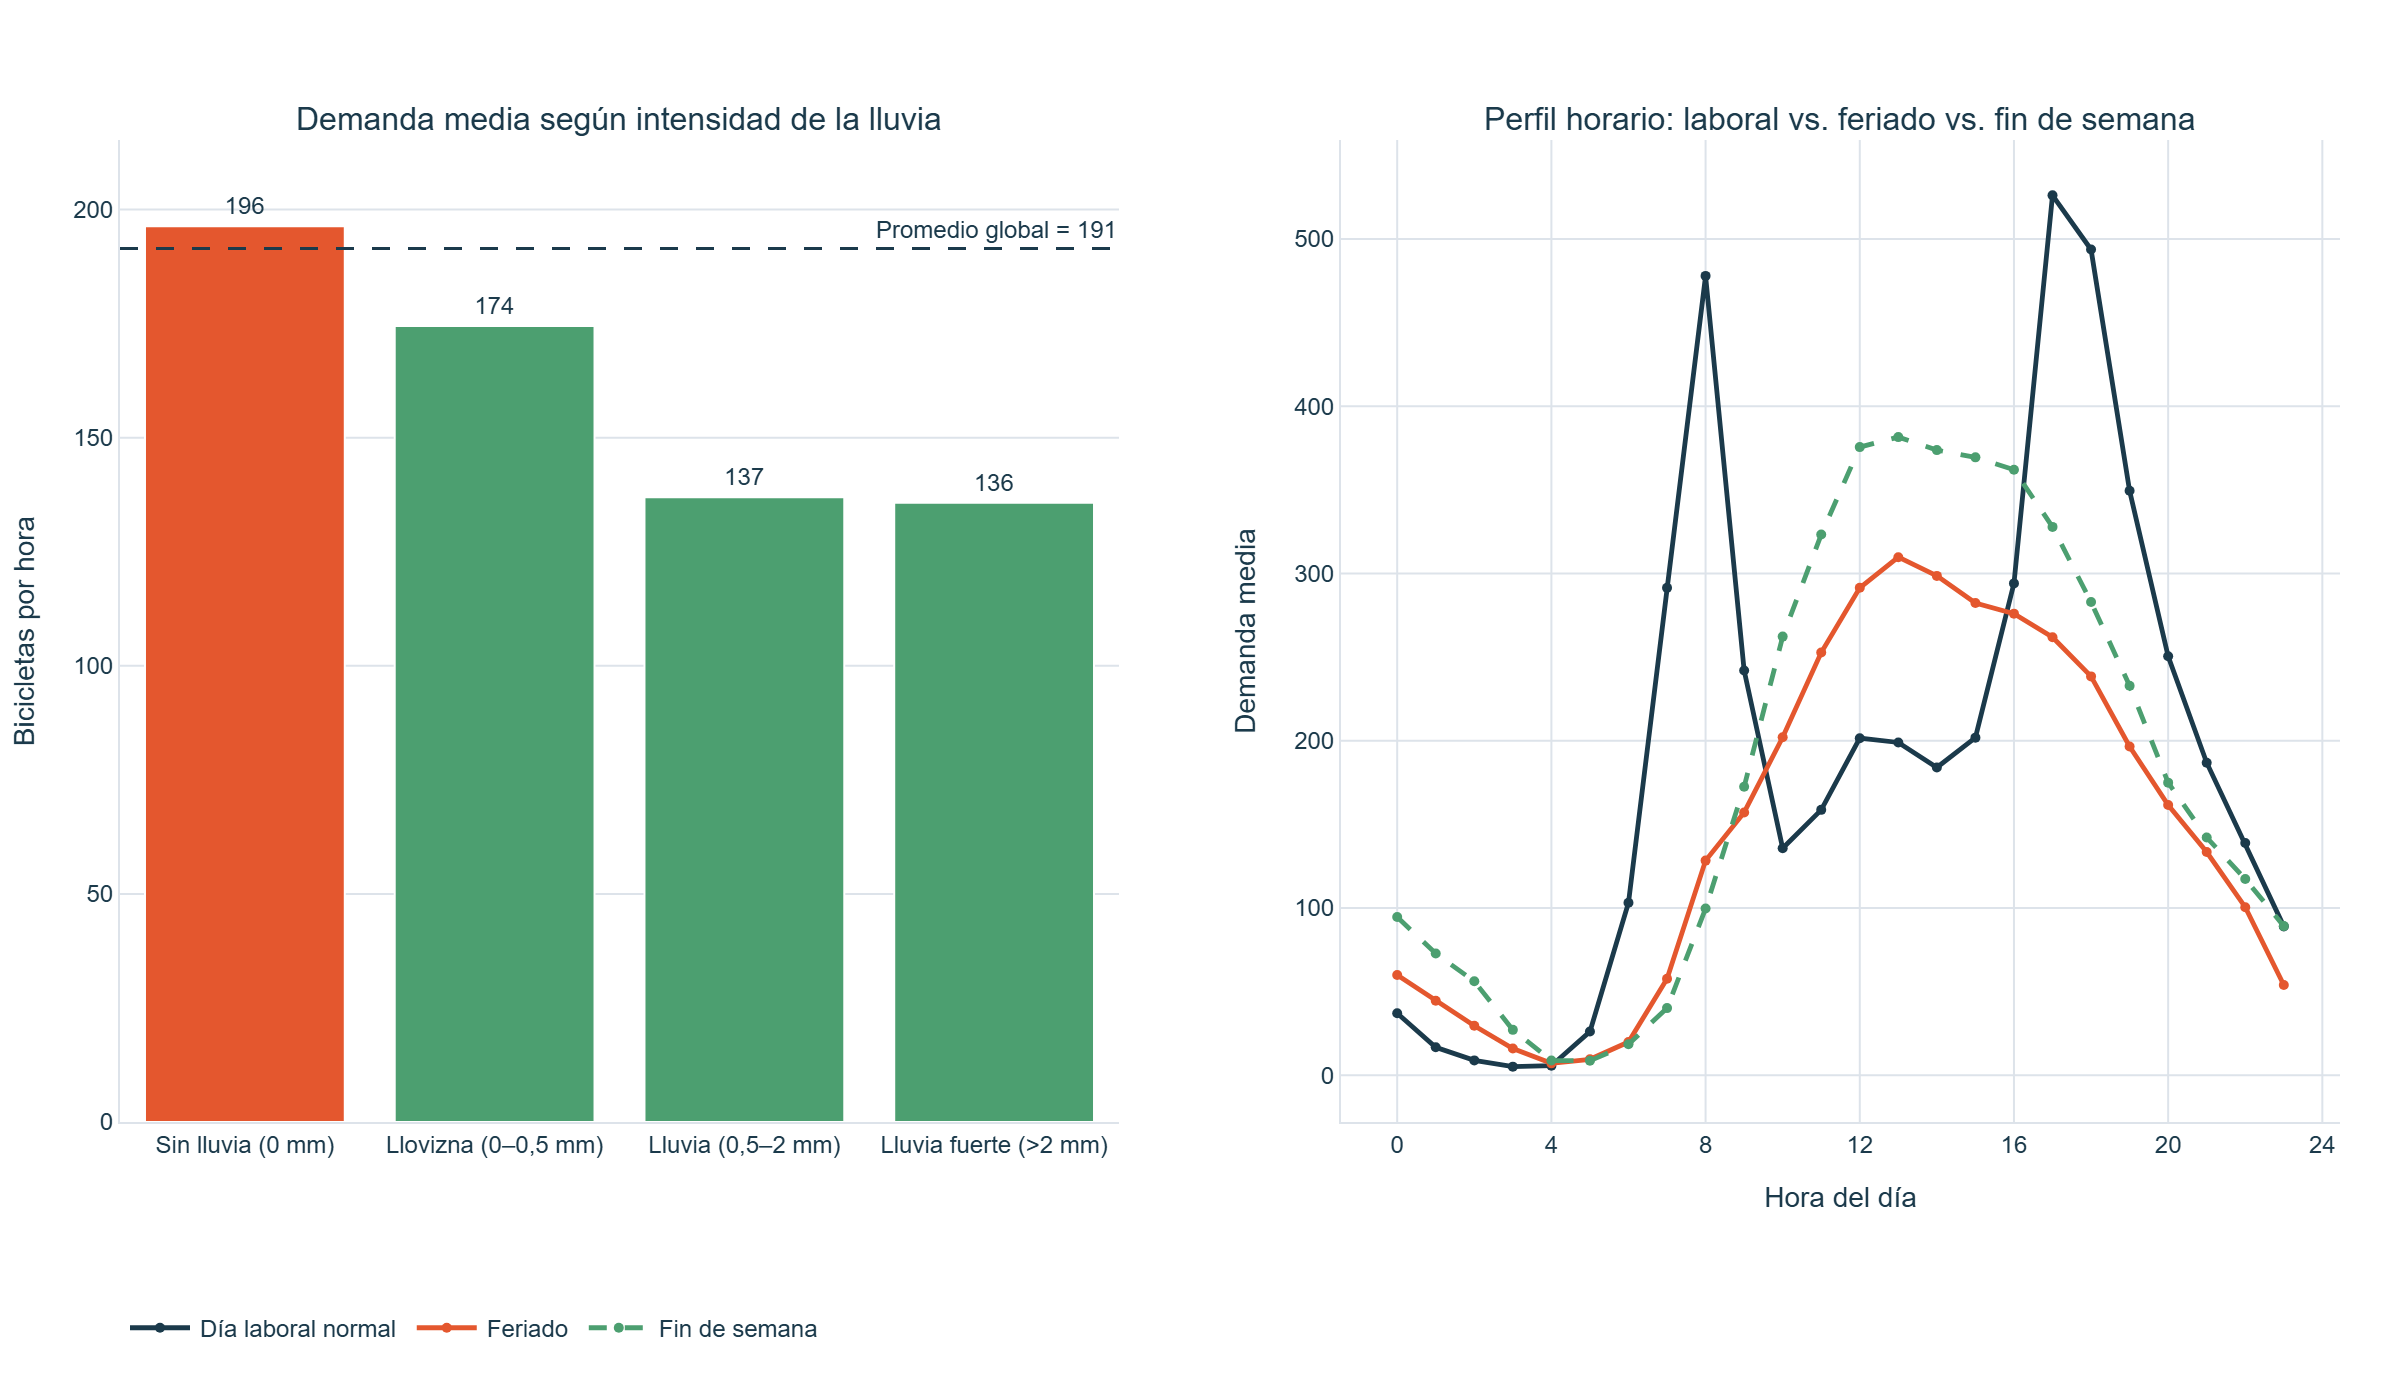 Demanda media según intensidad de la lluvia
Bicicletas por hora
200
150
100
50
0
196
174
137
136
Promedio global = 191
Sin lluvia (0 mm)
Llovizna (0–0,5 mm)
Lluvia (0,5–2 mm)
Lluvia fuerte (>2 mm)
Perfil horario: laboral vs. feriado vs. fin de semana
Demanda media
500
400
300
200
100
0
0
4
8
12
16
20
24
Hora del día
Día laboral normal
Feriado
Fin de semana